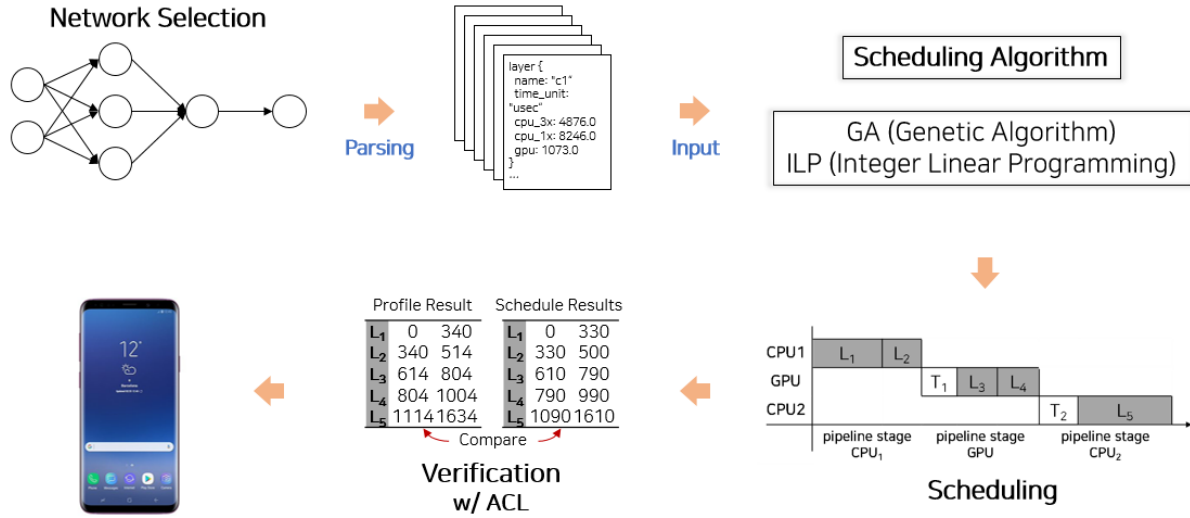 Network Selection
Parsing
layer {
name: "c1"
time_unit:
"usec"
cpu_3x: 4876.0
cpu_1x: 8246.0
gpu: 1073.0
}
...
Input
Scheduling Algorithm
GA (Genetic Algorithm)
ILP (Integer Linear Programming)
12°
Profile Result
L1 0 340
L2 340 514
L3 614 804
L4 804 1004
L5 1114 1634
Schedule Results
L1 0 330
L2 330 500
L3 610 790
L4 790 990
L5 1090 1610
Compare
Verification
w/ ACL
CPU1 L1 L2
GPU T1 L3 L4
CPU2 T2 L5
pipeline stage
CPU1
pipeline stage
GPU
pipeline stage
CPU2
Scheduling